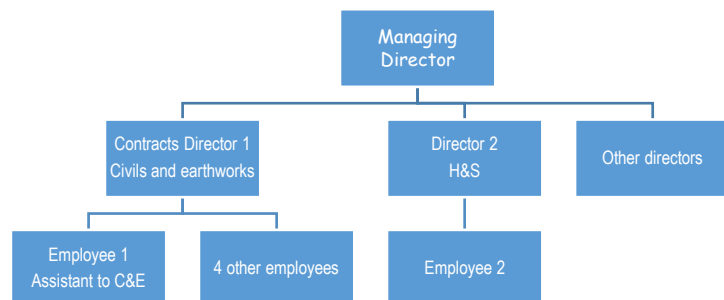 Managing
Director
Contracts Director 1
Civils and earthworks
Director 2
H&S
Other directors
Employee 1
Assistant to C&E
4 other employees
Employee 2